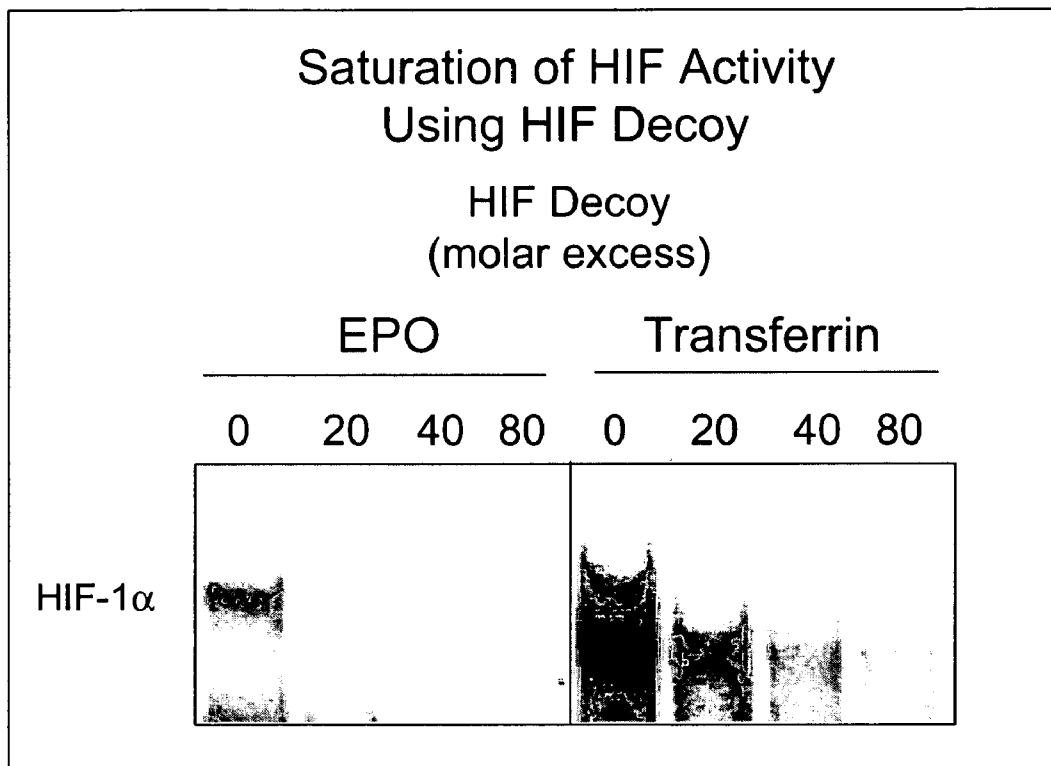 Saturation of HIF Activity
Using HIF Decoy
HIF Decoy
(molar excess)
EPO Transferrin
0 20 40 80 0 20 40 80
HIF-1α